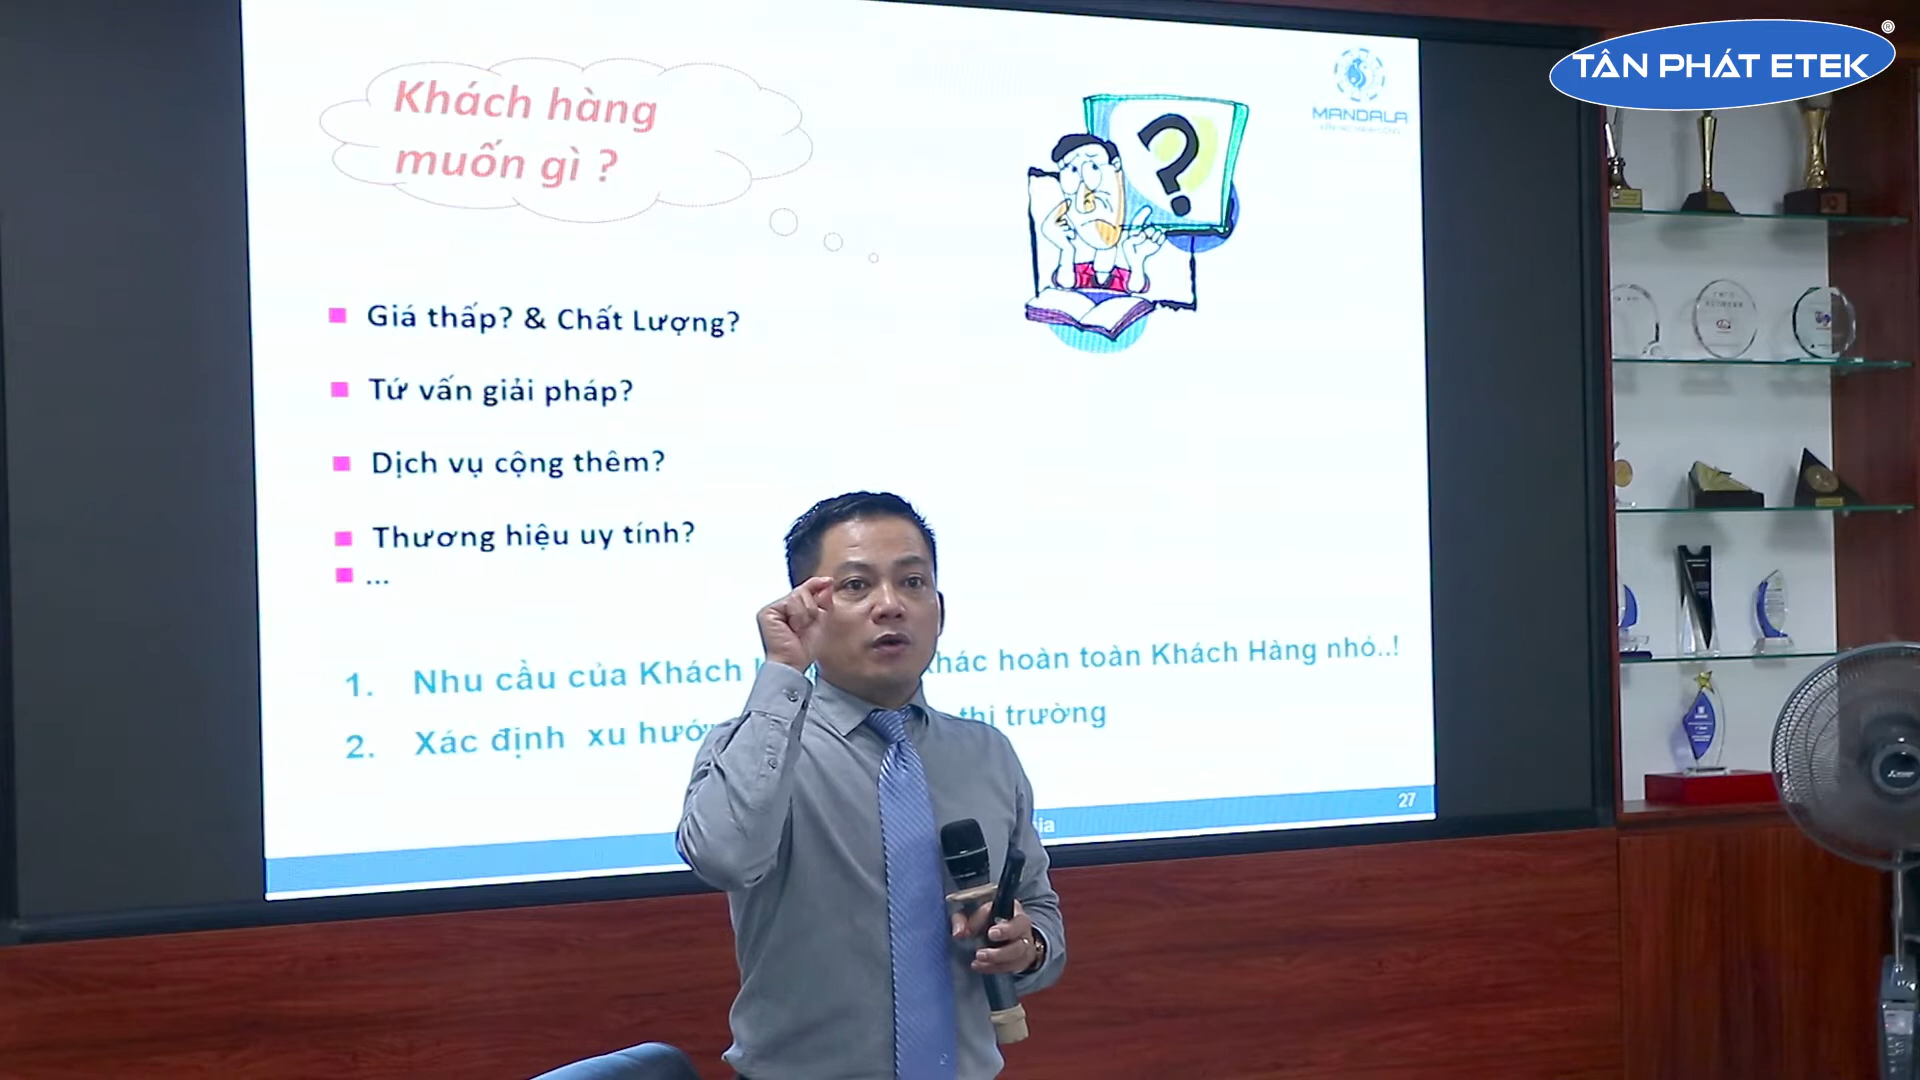 TÂN PHÁT ETEK
®
MANDALA
Khách hàng
muốn gì ?
?
Giá thấp? & Chất Lượng?
Tứ vấn giải pháp?
Dịch vụ cộng thêm?
Thương hiệu uy tính?
...
1. Nhu cầu của Khách hoàn toàn Khách Hàng nhỏ..!
2. Xác định xu thị trường
27